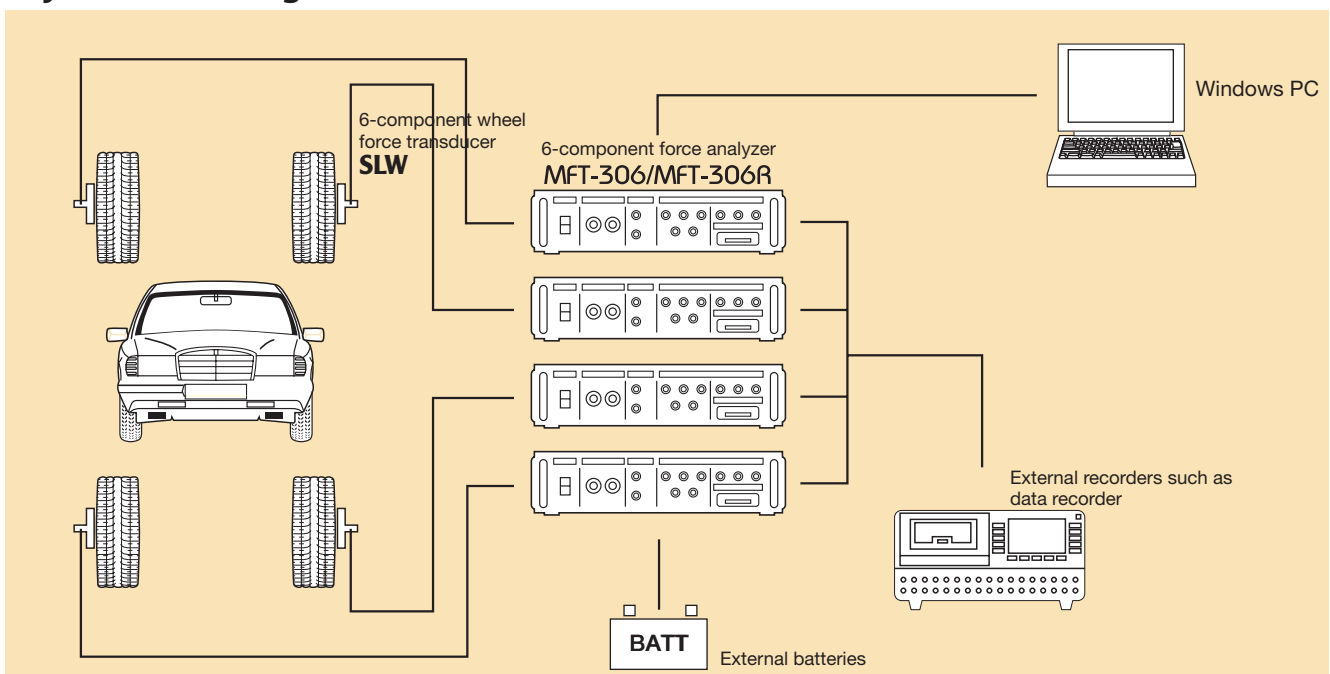 6-component wheel
force transducer
SLW
6-component force analyzer
MFT-306/MFT-306R
Windows PC
External recorders such as
data recorder
BATT
External batteries